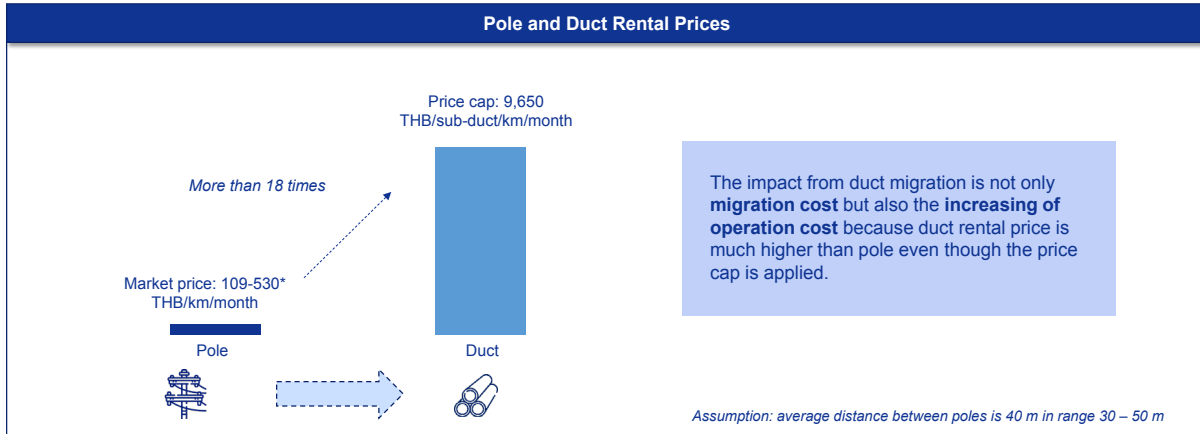 Pole and Duct Rental Prices
Price cap: 9,650
THB/sub-duct/km/month
More than 18 times
Market price: 109-530*
THB/km/month
Pole
Duct
The impact from duct migration is not only
migration cost but also the increasing of
operation cost because duct rental price is
much higher than pole even though the price
cap is applied.
Assumption: average distance between poles is 40 m in range 30 – 50 m